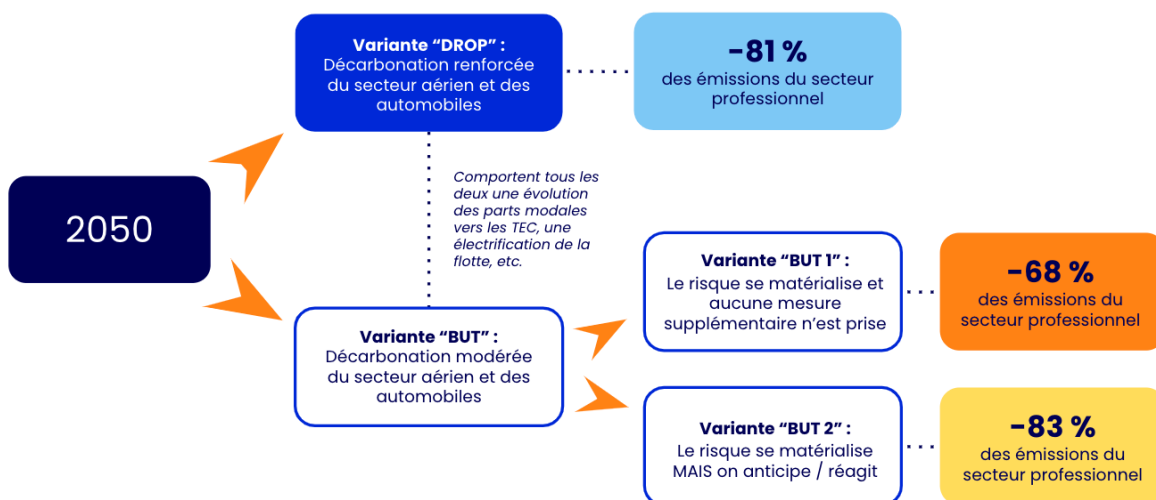 Variante “DROP” :
Décarbonation renforcée
du secteur aérien et des
automobiles
-81 %
des émissions du secteur
professionnel
Comportent tous les
deux une évolution
des parts modales
vers les TEC, une
électrification de la
flotte, etc.
2050
Variante “BUT” :
Décarbonation modérée
du secteur aérien et des
automobiles
Variante “BUT 1” :
Le risque se matérialise et
aucune mesure
supplémentaire n’est prise
-68 %
des émissions du
secteur professionnel
Variante “BUT 2” :
Le risque se matérialise
MAIS on anticipe / réagit
-83 %
des émissions du
secteur professionnel